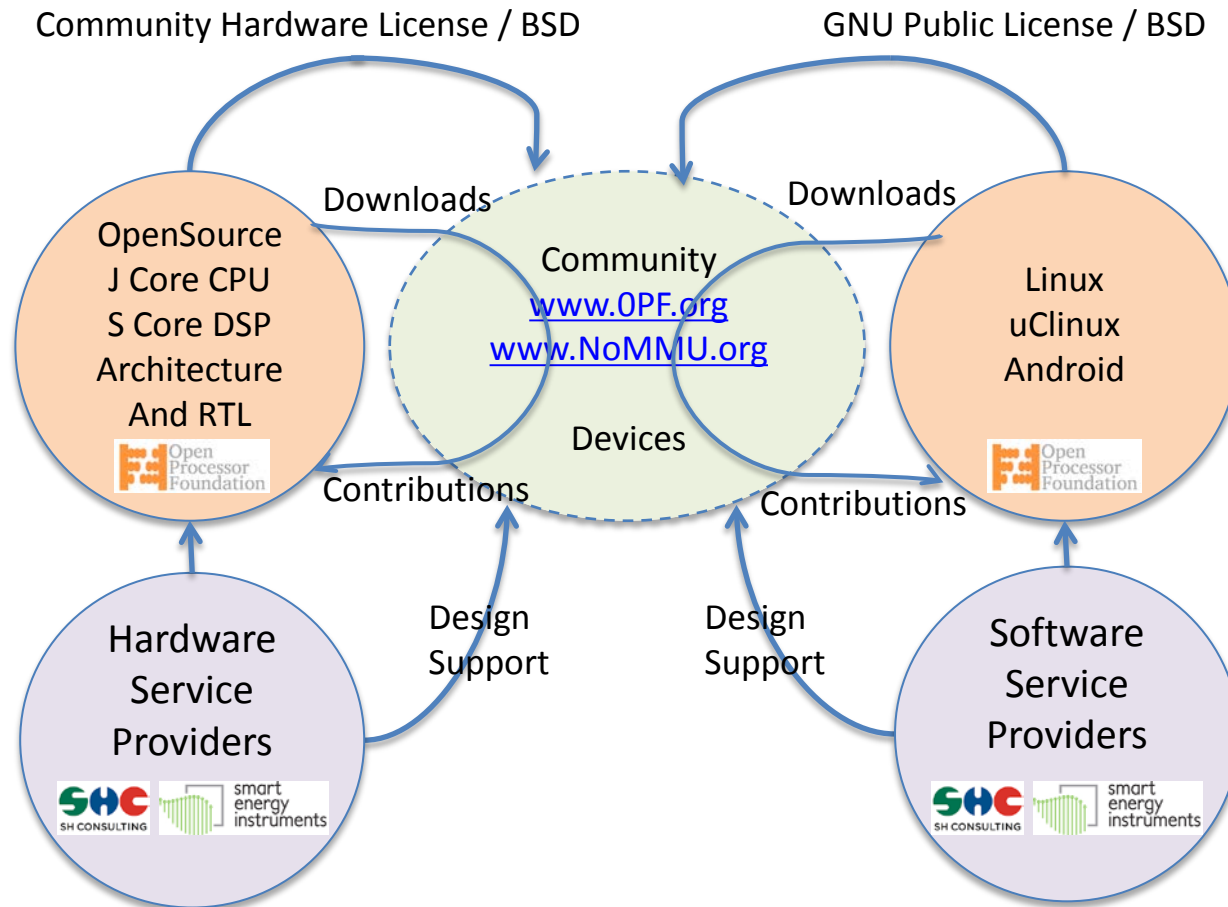 Community Hardware License / BSD
GNU Public License / BSD
Downloads
Downloads
OpenSource
J Core CPU
S Core DSP
Architecture
And RTL
Open
Processor
Foundation
Community
www.0PF.org
www.NoMMU.org
Devices
Linux
uClinux
Android
Open
Processor
Foundation
Contributions
Contributions
Hardware
Service
Providers
SHC
SH CONSULTING
smart
energy
instruments
Design
Support
Design
Support
Software
Service
Providers
SHC
SH CONSULTING
smart
energy
instruments